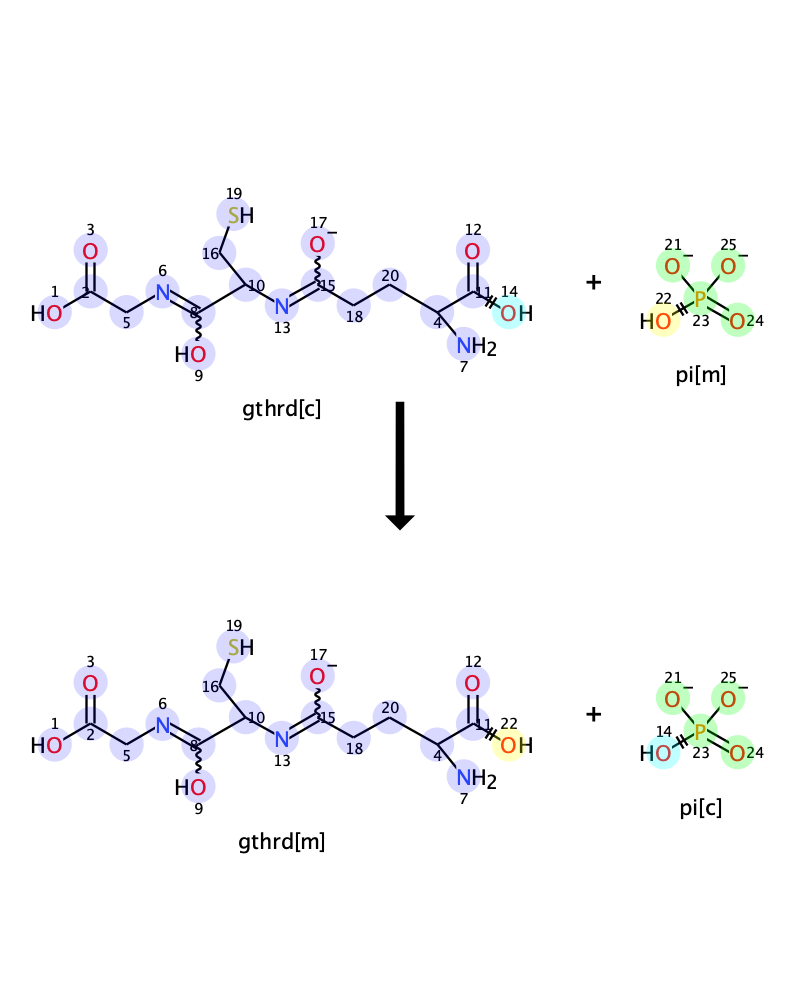 19
SH
17
O−
3
O
12
O
21
O−
25
O−
16
6
N
20
1
HO
2
8
10
15
11
14
OH
+
22
HO
P
23
O 24
5
N
13
18
4
HO
9
NH2
7
pi[m]
gthrd[c]
19
SH
17
O−
3
O
12
O
21
O−
25
O−
16
6
N
20
1
HO
2
8
10
15
11
22
OH
+
14
HO
P
23
O 24
5
N
13
18
4
HO
9
NH2
7
pi[c]
gthrd[m]